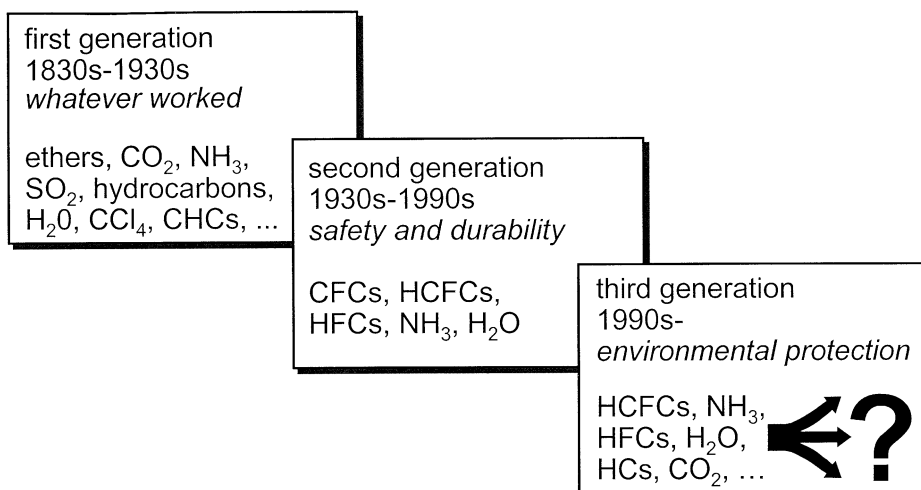 first generation
1830s-1930s
whatever worked
ethers, CO₂, NH₃,
SO₂, hydrocarbons,
H₂0, CCl₄, CHCs, ...
second generation
1930s-1990s
safety and durability
CFCs, HCFCs,
HFCs, NH₃, H₂O
third generation
1990s-
environmental protection
HCFCs, NH₃,
HFCs, H₂O,
HCs, CO₂, ...
?